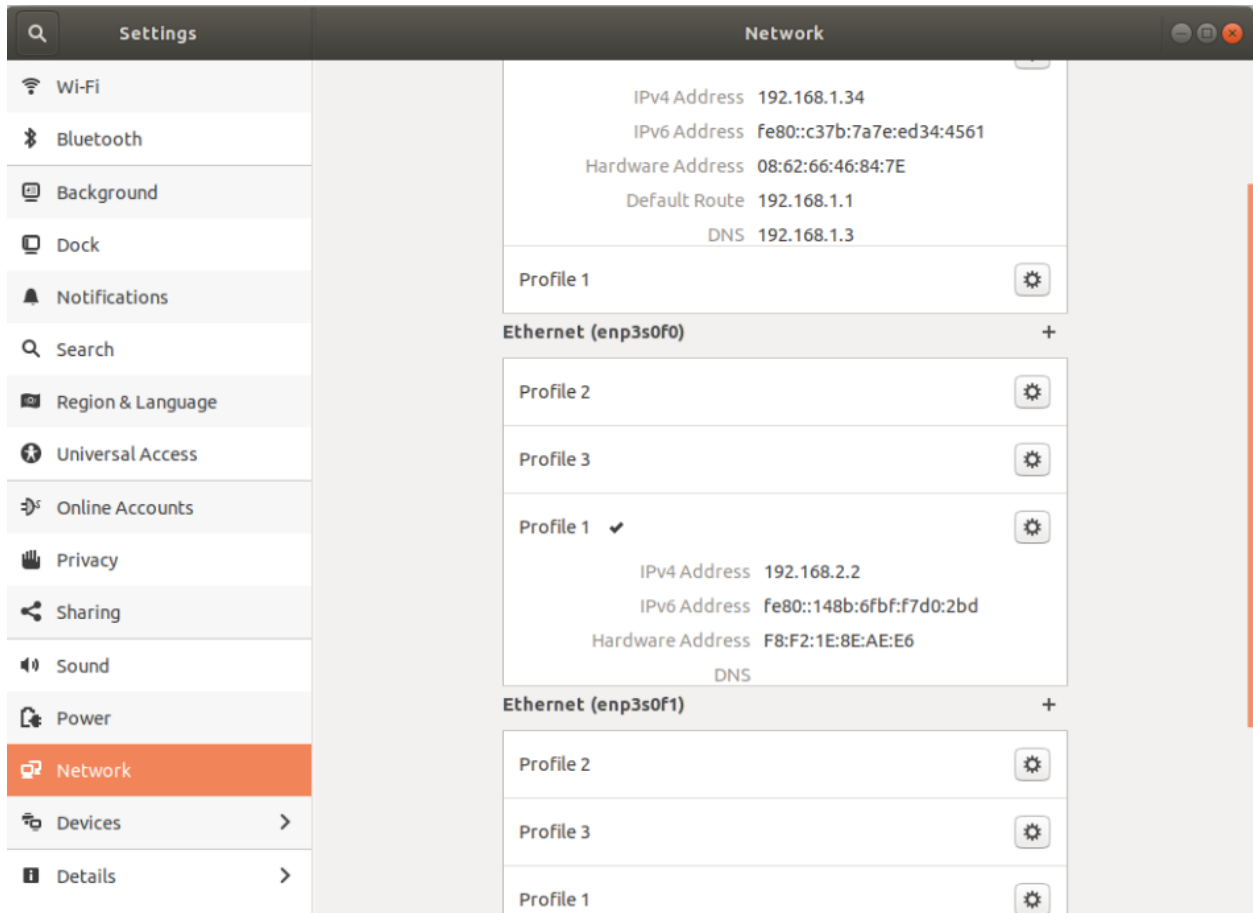 Settings
Network
Wi-Fi
Bluetooth
Background
Dock
Notifications
Search
Region & Language
Universal Access
Online Accounts
Privacy
Sharing
Sound
Power
Network
Devices
Details
IPv4 Address 192.168.1.34
IPv6 Address fe80::c37b:7a7e:ed34:4561
Hardware Address 08:62:66:46:84:7E
Default Route 192.168.1.1
DNS 192.168.1.3
Profile 1
Ethernet (enp3s0f0)
Profile 2
Profile 3
Profile 1
IPv4 Address 192.168.2.2
IPv6 Address fe80::148b:6fbf:f7d0:2bd
Hardware Address F8:F2:1E:8E:AE:E6
DNS
Ethernet (enp3s0f1)
Profile 2
Profile 3
Profile 1